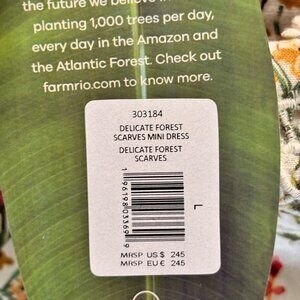 the future we believe in
planting 1,000 trees per day,
every day in the Amazon and
the Atlantic Forest. Check out
farmrio.com to know more.
303184
DELICATE FOREST
SCARVES MINI DRESS
DELICATE FOREST
SCARVES
L
MRSP US $ 245
MRSP EU € 245